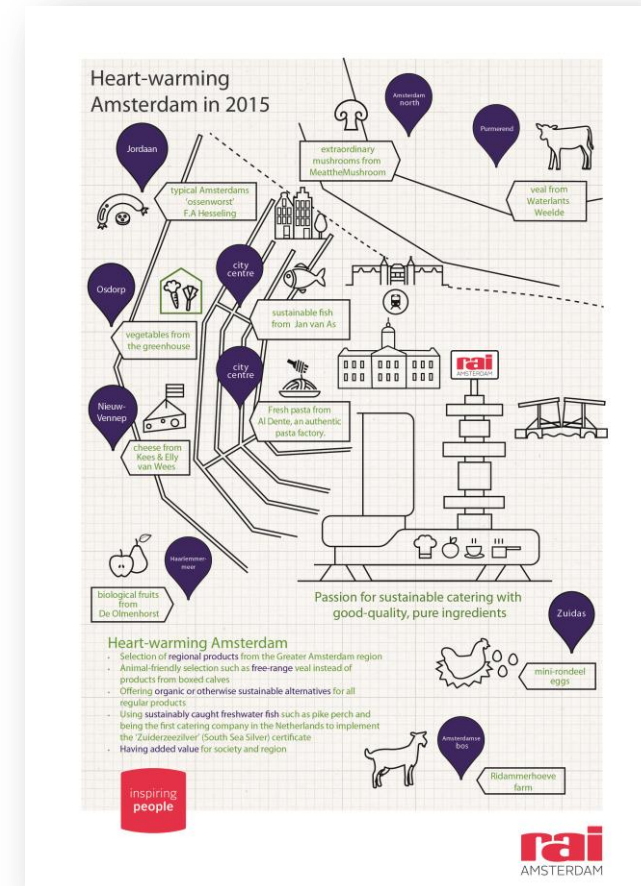 Heart-warming
Amsterdam in 2015
Amsterdam
north
Purmerend
Jordaan
extraordinary
mushrooms from
MeattheMushroom
typical Amsterdams
'ossenworst'
F.A Hesseling
veal from
Waterlants
Weelde
city
centre
Osdorp
sustainable fish
from Jan van As
vegetables from
the greenhouse
city
centre
rai
AMSTERDAM
Nieuw-
Vennep
Fresh pasta from
Al Dente, an authentic
pasta factory.
cheese from
Kees & Elly
van Wees
Haarlemmer-
meer
biological fruits
from
De Olmenhorst
Passion for sustainable catering with
good-quality, pure ingredients
Zuidas
mini-rondeel
eggs
Heart-warming Amsterdam
- Selection of regional products from the Greater Amsterdam region
- Animal-friendly selection such as free-range veal instead of
products from boxed calves
- Offering organic or otherwise sustainable alternatives for all
regular products
- Using sustainably caught freshwater fish such as pike perch and
being the first catering company in the Netherlands to implement
the 'Zuiderzeezilver' (South Sea Silver) certificate
- Having added value for society and region
Amsterdamse
bos
Ridammerhoeve
farm
inspiring
people
rai
AMSTERDAM